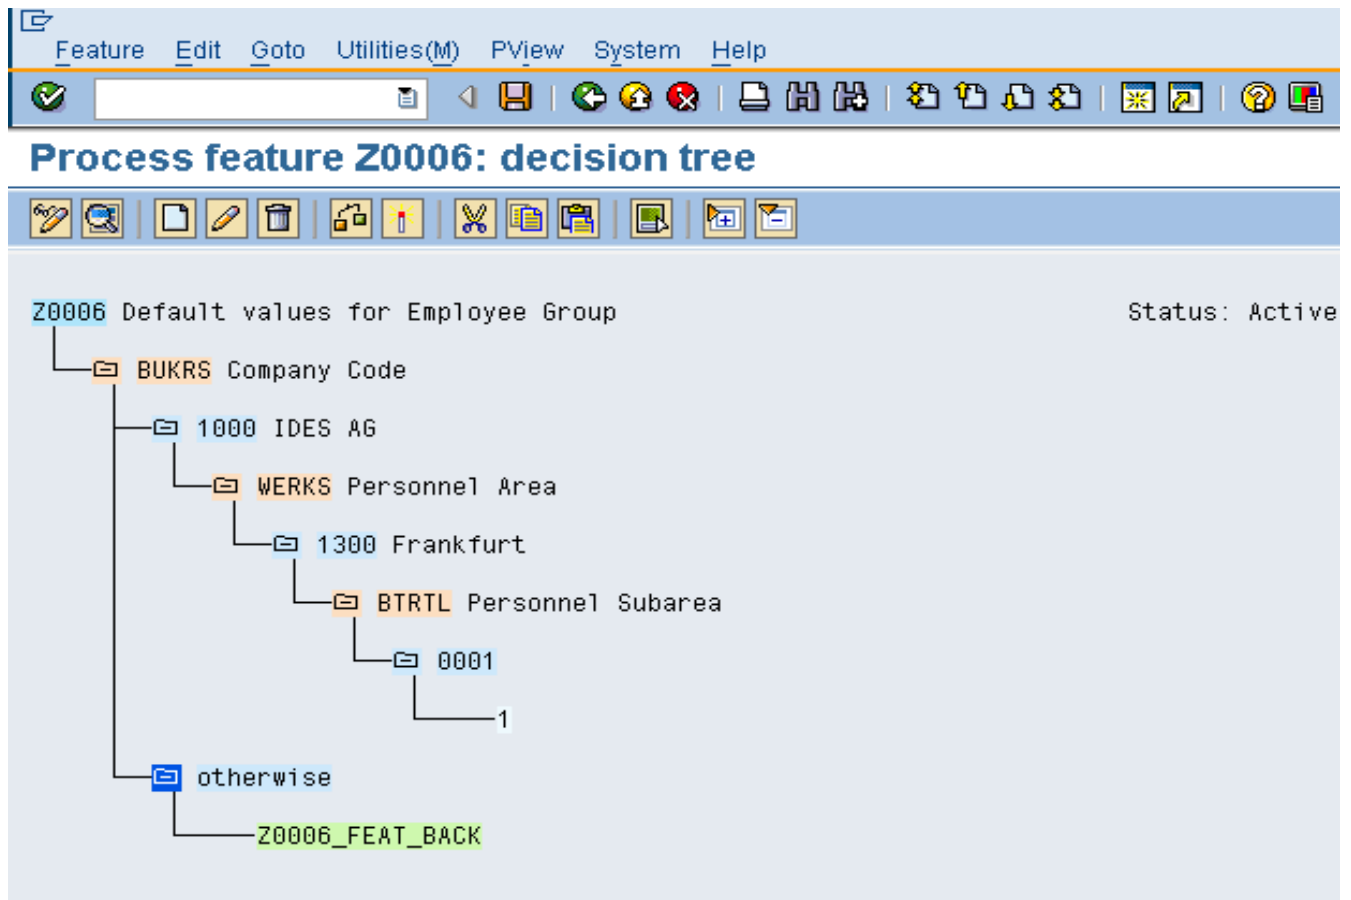 Feature Edit Goto Utilities(M) PView System Help
Process feature Z0006: decision tree
Z0006 Default values for Employee Group Status: Active
BUKRS Company Code
1000 IDES AG
WERKS Personnel Area
1300 Frankfurt
BTRTL Personnel Subarea
0001
1
otherwise
Z0006_FEAT_BACK